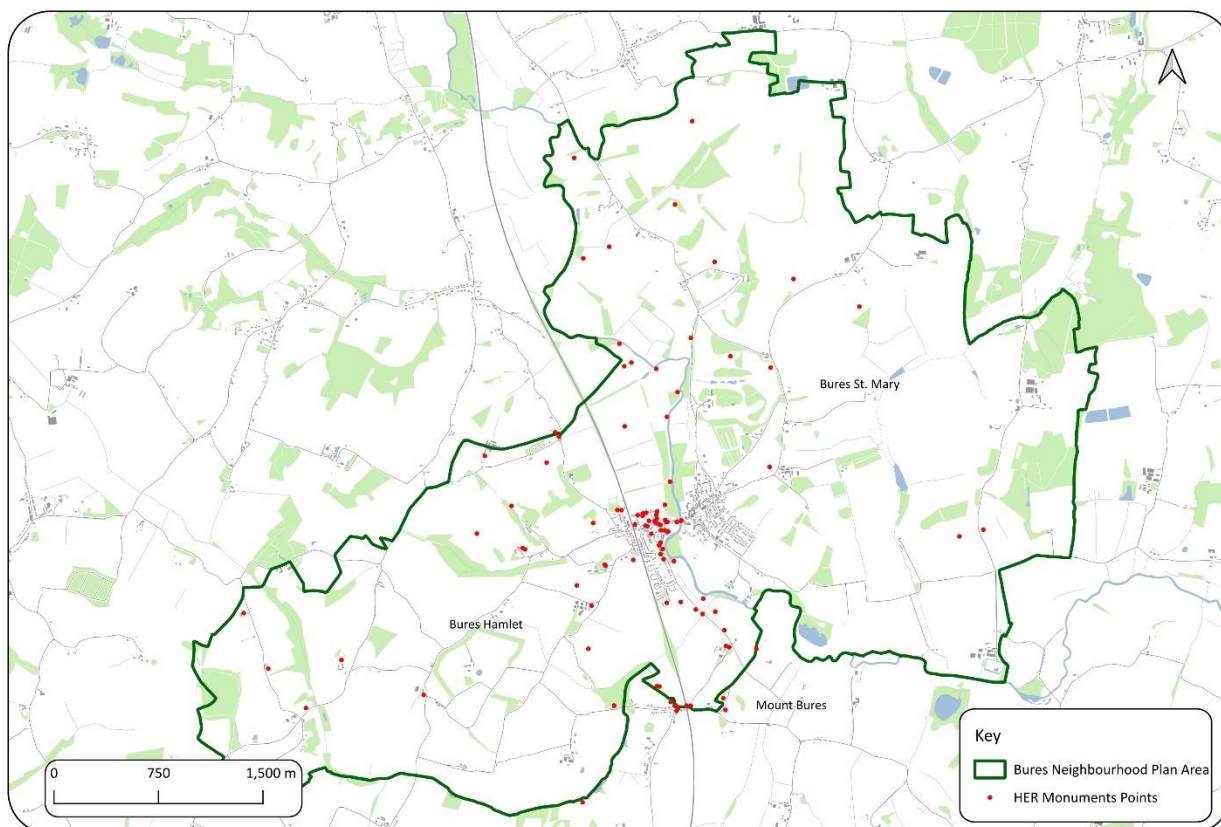 Bures St. Mary
Bures Hamlet
Mount Bures
0 750 1,500 m
Key
Bures Neighbourhood Plan Area
HER Monuments Points